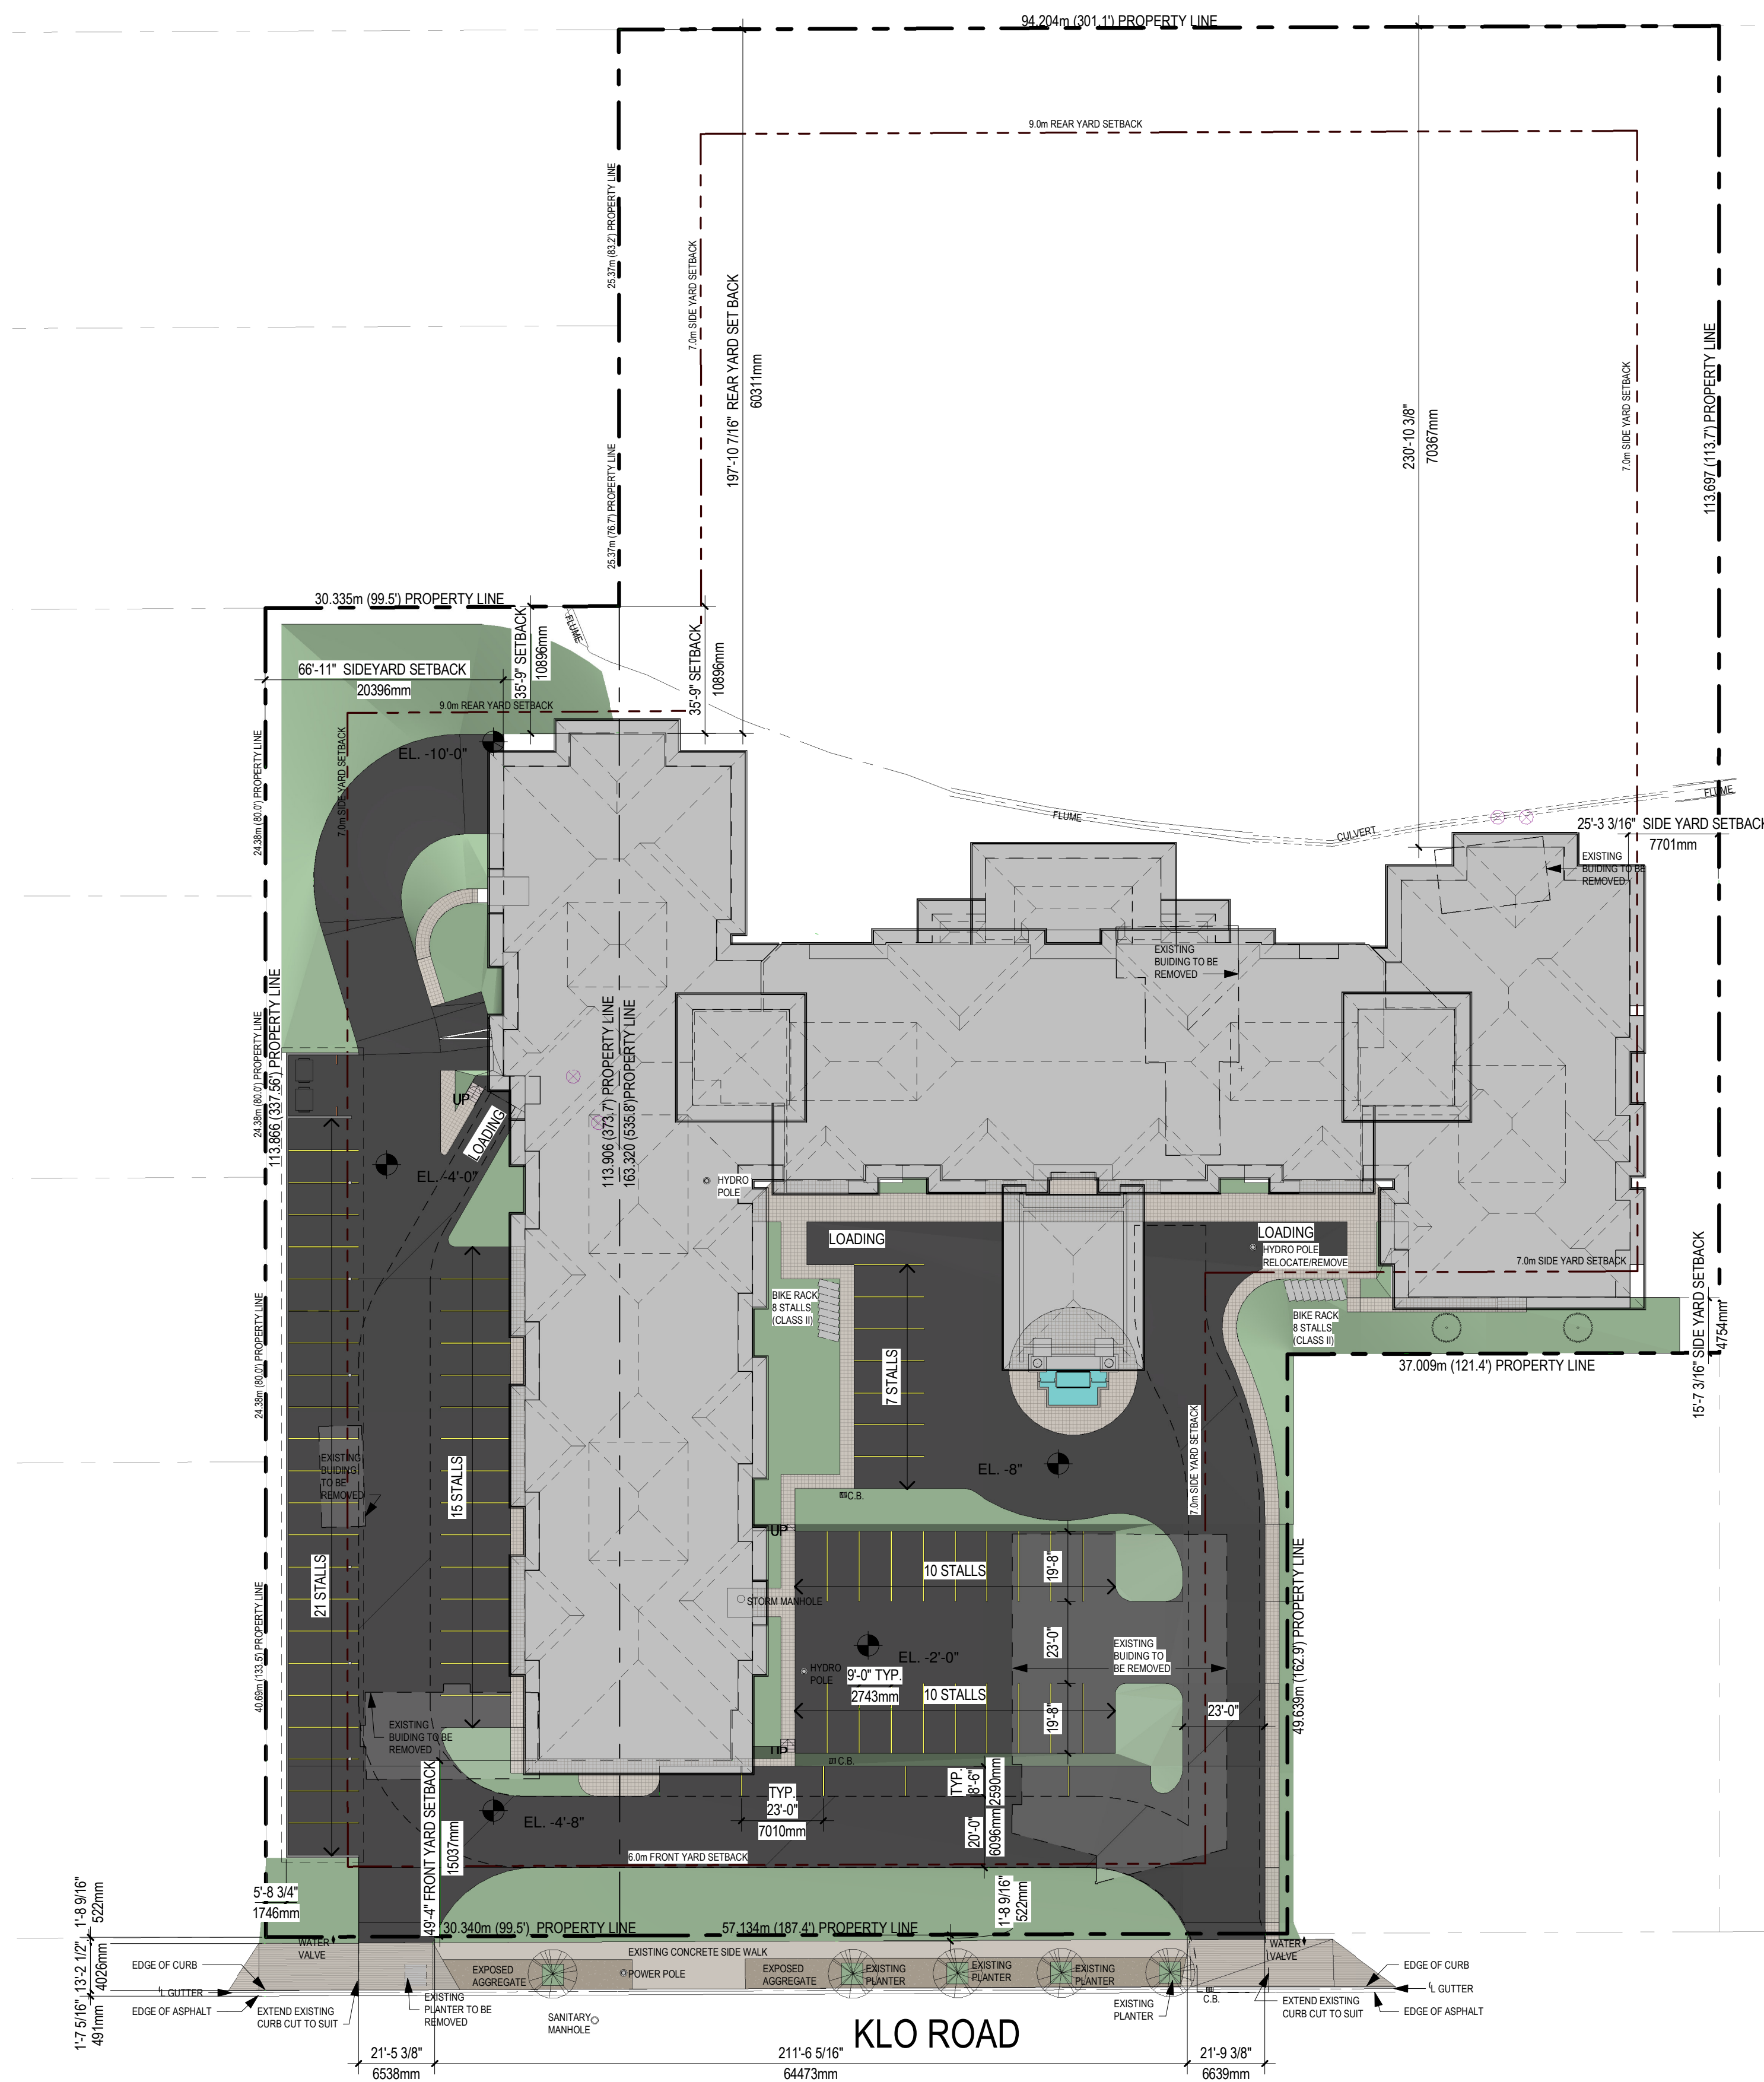 94.204m (301.1') PROPERTY LINE
9.0m REAR YARD SETBACK
25.37m (83.2') PROPERTY LINE
7.0m SIDE YARD SETBACK
197'-10 7/16" REAR YARD SET BACK
60311mm
230'-10 3/8"
70367mm
7.0m SIDE YARD SETBACK
113.697 (113.7') PROPERTY LINE
25.37m (76.7') PROPERTY LINE
30.335m (99.5') PROPERTY LINE
FLUME
35'-9" SETBACK
10896mm
35'-9" SETBACK
10896mm
66'-11" SIDEYARD SETBACK
20396mm
9.0m REAR YARD SETBACK
7.0m SIDE YARD SETBACK
24.38m (80.0') PROPERTY LINE
EL. -10'-0"
FLUME
CULVERT
FLUME
25'-3 3/16" SIDE YARD SETBACK
7701mm
EXISTING
BUIDING TO BE
REMOVED
EXISTING
BUIDING TO BE
REMOVED
24.38m (80.0') PROPERTY LINE
113.866 (337.56') PROPERTY LINE
113.906 (373.7') PROPERTY LINE
163.320 (535.8')PROPERTY LINE
UP
LOADING
EL. -4'-0"
HYDRO
POLE
LOADING
LOADING
HYDRO POLE
RELOCATE/REMOVE
7.0m SIDE YARD SETBACK
15'-7 3/16" SIDE YARD SETBACK
4754mm
BIKE RACK
8 STALLS
(CLASS II)
BIKE RACK
8 STALLS
(CLASS II)
37.009m (121.4') PROPERTY LINE
24.38m (80.0') PROPERTY LINE
7 STALLS
7.0m SIDE YARD SETBACK
EXISTING
BUIDING
TO BE
REMOVED
15 STALLS
EL. -8"
C.B.
UP
21 STALLS
10 STALLS
19'-8"
STORM MANHOLE
40.69m (133.5') PROPERTY LINE
49.639m (162.9') PROPERTY LINE
EL. -2'-0"
23'-0"
EXISTING
BUIDING TO
BE REMOVED
HYDRO
POLE
9'-0" TYP.
2743mm
10 STALLS
19'-8"
23'-0"
EXISTING
BUIDING TO BE
REMOVED
UP
C.B.
49'-4" FRONT YARD SETBACK
15037mm
TYP.
23'-0"
7010mm
TYP.
8'-6"
2590mm
EL. -4'-8"
20'-0"
6096mm
6.0m FRONT YARD SETBACK
5'-8 3/4"
1746mm
1'-8 9/16"
522mm
1'-8 9/16"
522mm
30.340m (99.5') PROPERTY LINE
57.134m (187.4') PROPERTY LINE
WATER
VALVE
EXISTING CONCRETE SIDE WALK
WATER
VALVE
13'-2 1/2"
4026mm
EDGE OF CURB
EXPOSED
AGGREGATE
POWER POLE
EXPOSED
AGGREGATE
EXISTING
PLANTER
EXISTING
PLANTER
EXISTING
PLANTER
EDGE OF CURB
GUTTER
GUTTER
1'-7 5/16"
491mm
EDGE OF ASPHALT
EXTEND EXISTING
CURB CUT TO SUIT
EXISTING
PLANTER TO BE
REMOVED
SANITARY
MANHOLE
EXISTING
PLANTER
C.B.
EXTEND EXISTING
CURB CUT TO SUIT
EDGE OF ASPHALT
KLO ROAD
21'-5 3/8"
6538mm
211'-6 5/16"
64473mm
21'-9 3/8"
6639mm